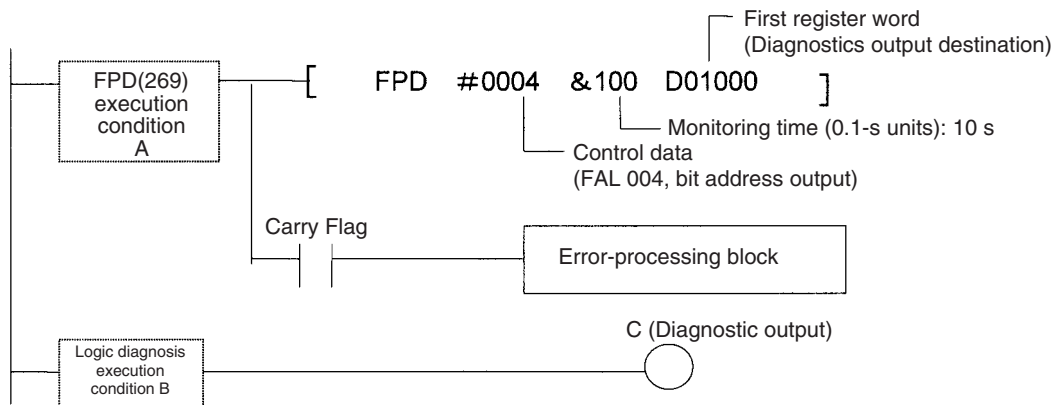 First register word
(Diagnostics output destination)
FPD(269)
execution
condition
A
[ FPD #0004 &100 D01000 ]
Monitoring time (0.1-s units): 10 s
Control data
(FAL 004, bit address output)
Carry Flag
Error-processing block
C (Diagnostic output)
Logic diagnosis
execution
condition B